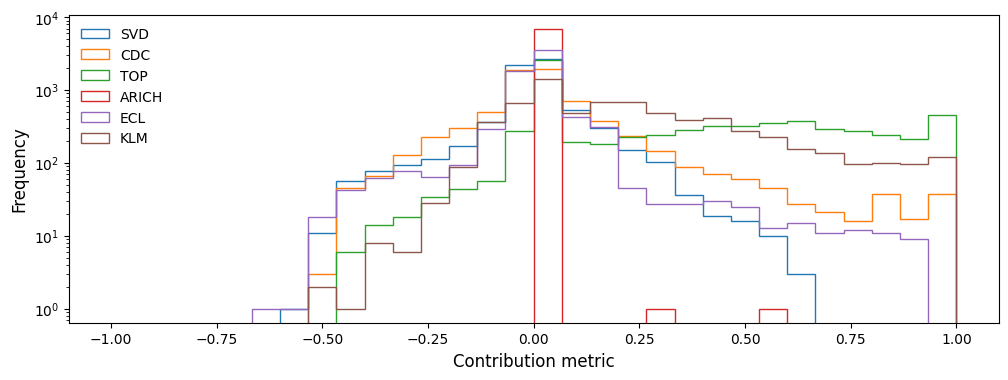 10⁴
10³
10²
10¹
10⁰
Frequency
SVD
CDC
TOP
ARICH
ECL
KLM
−1.00 −0.75 −0.50 −0.25 0.00 0.25 0.50 0.75 1.00
Contribution metric